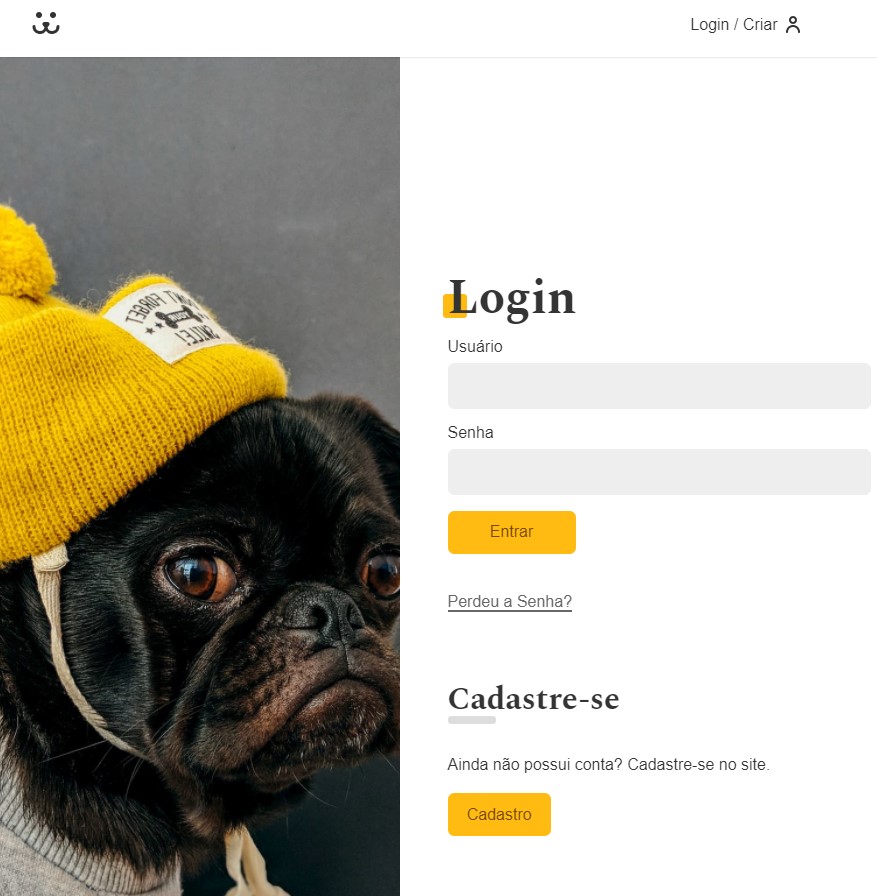 Login / Criar
Login
Usuário
Senha
Entrar
Perdeu a Senha?
Cadastre-se
Ainda não possui conta? Cadastre-se no site.
Cadastro